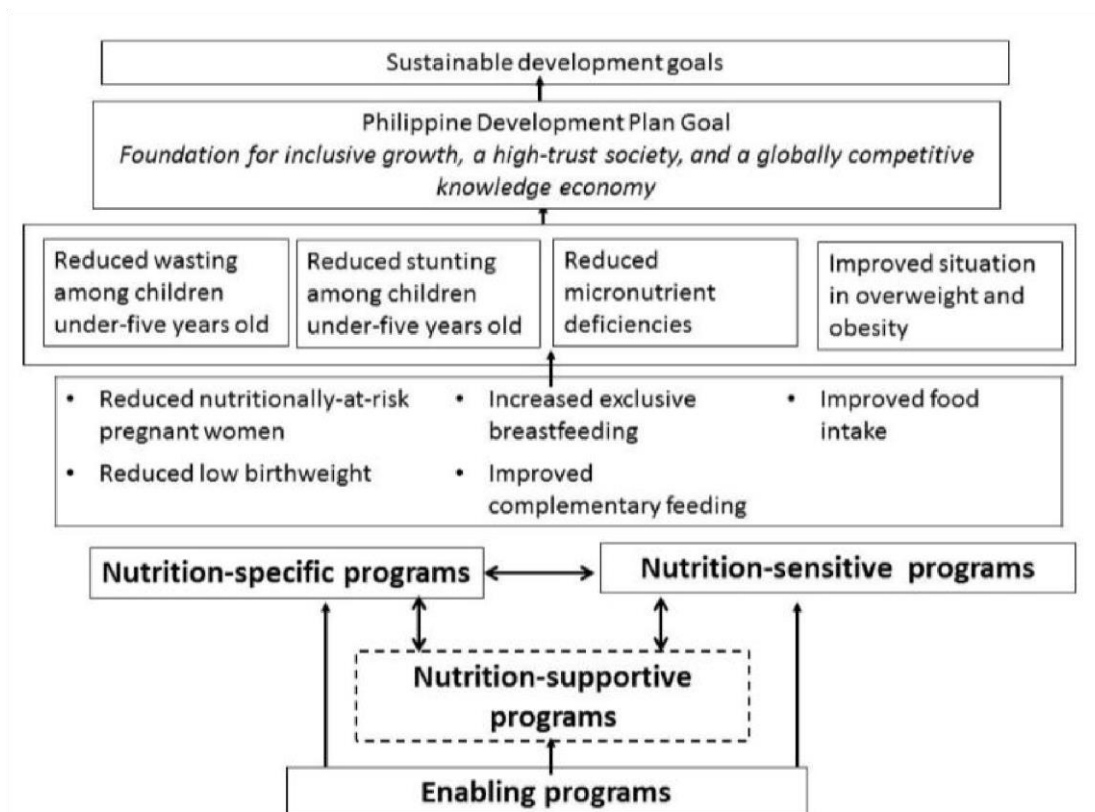 Sustainable development goals
Philippine Development Plan Goal
Foundation for inclusive growth, a high-trust society, and a globally competitive
knowledge economy
Reduced wasting
among children
under-five years old
Reduced stunting
among children
under-five years old
Reduced
micronutrient
deficiencies
Improved situation
in overweight and
obesity
• Reduced nutritionally-at-risk
pregnant women
• Reduced low birthweight
• Increased exclusive
breastfeeding
• Improved
complementary feeding
• Improved food
intake
Nutrition-specific programs
Nutrition-sensitive programs
Nutrition-supportive
programs
Enabling programs